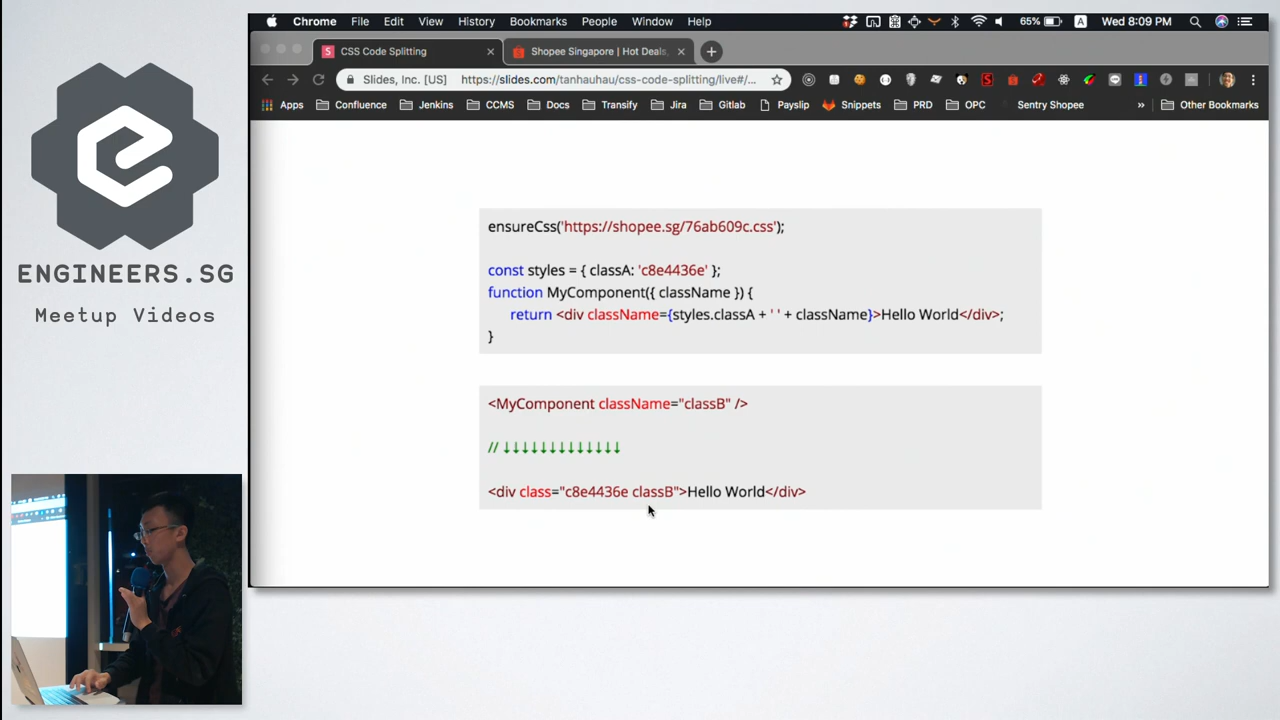 Chrome File Edit View History Bookmarks People Window Help 65% A Wed 8:09 PM
CSS Code Splitting Shopee Singapore | Hot Deals,
Slides, Inc. [US] https://slides.com/tanhauhau/css-code-splitting/live#/...
Apps Confluence Jenkins CCMS Docs Transify Jira Gitlab Payslip Snippets PRD OPC Sentry Shopee » Other Bookmarks
ENGINEERS.SG
Meetup Videos
ensureCss('https://shopee.sg/76ab609c.css');
const styles = { classA: 'c8e4436e' };
function MyComponent({ className }) {
return <div className={styles.classA + ' ' + className}>Hello World</div>;
}
<MyComponent className="classB" />
// ↓↓↓↓↓↓↓↓↓↓↓↓↓
<div class="c8e4436e classB">Hello World</div>